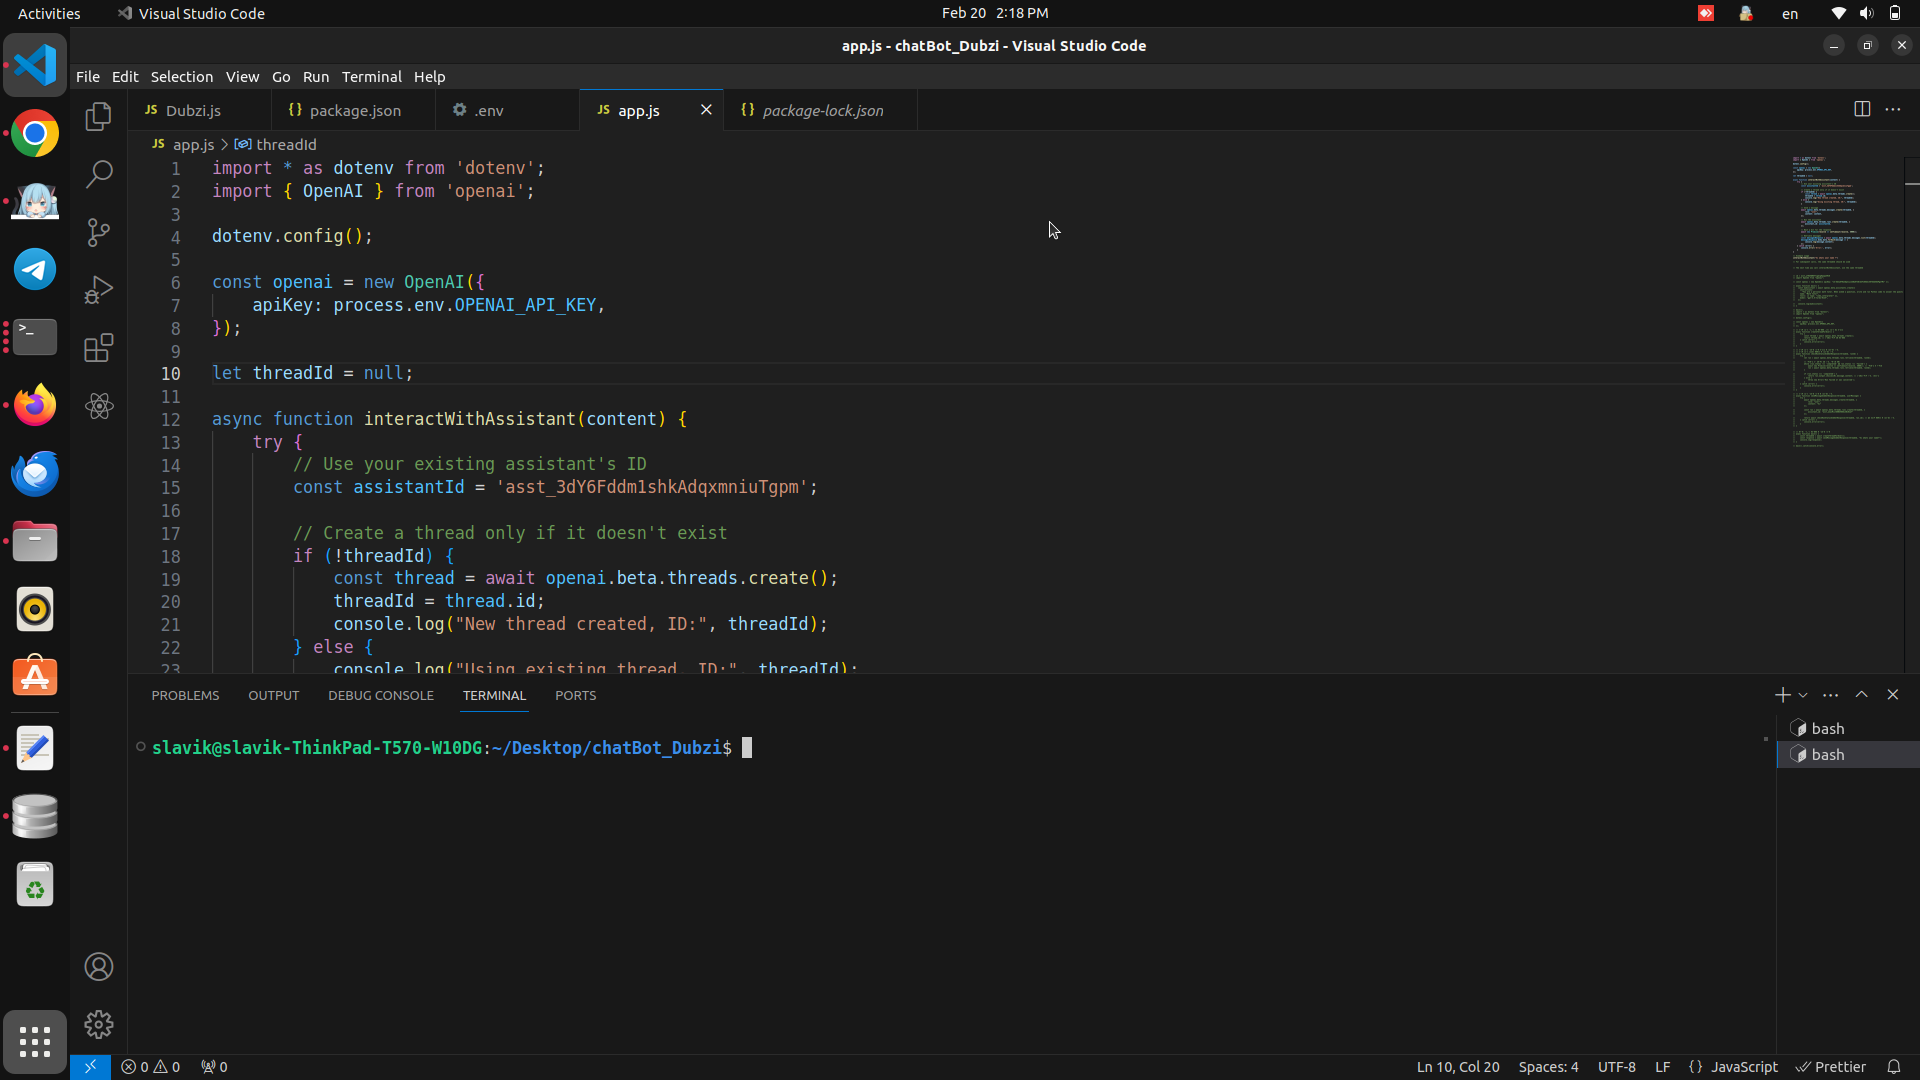 Activities Visual Studio Code Feb 20 2:18 PM en
app.js - chatBot_Dubzi - Visual Studio Code
File Edit Selection View Go Run Terminal Help
JS Dubzi.js {} package.json .env JS app.js {} package-lock.json
JS app.js > threadId
1 import * as dotenv from 'dotenv';
2 import { OpenAI } from 'openai';
3
4 dotenv.config();
5
6 const openai = new OpenAI({
7 apiKey: process.env.OPENAI_API_KEY,
8 });
9
10 let threadId = null;
11
12 async function interactWithAssistant(content) {
13 try {
14 // Use your existing assistant's ID
15 const assistantId = 'asst_3dY6Fddm1shkAdqxmniuTgpm';
16
17 // Create a thread only if it doesn't exist
18 if (!threadId) {
19 const thread = await openai.beta.threads.create();
20 threadId = thread.id;
21 console.log("New thread created, ID:", threadId);
22 } else {
23 console.log("Using existing thread, ID:", threadId);
PROBLEMS OUTPUT DEBUG CONSOLE TERMINAL PORTS
slavik@slavik-ThinkPad-T570-W10DG:~/Desktop/chatBot_Dubzi$
bash
bash
0 0 0 Ln 10, Col 20 Spaces: 4 UTF-8 LF {} JavaScript Prettier